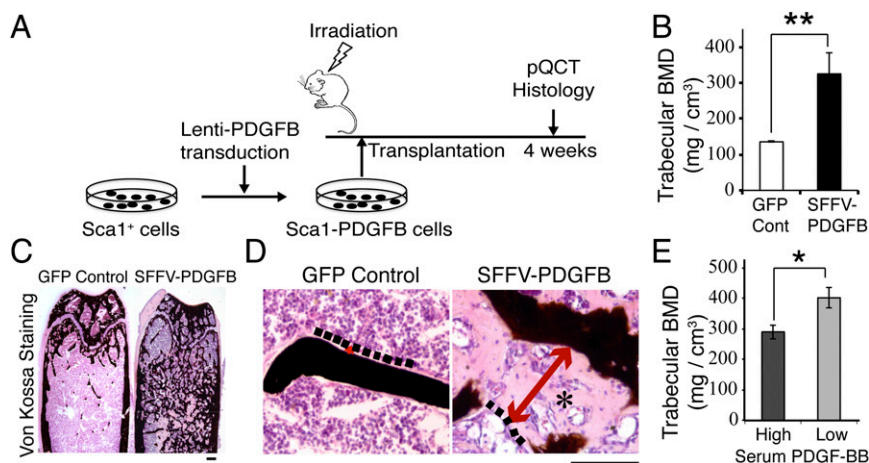 A
Irradiation
pQCT
Histology
Lenti-PDGFB
transduction
Transplantation
4 weeks
Sca1⁺ cells
Sca1-PDGFB cells
B
**
Trabecular BMD
(mg / cm³)
400
300
200
100
0
GFP
Cont
SFFV-
PDGFB
C
GFP Control
SFFV-PDGFB
Von Kossa Staining
D
GFP Control
SFFV-PDGFB
*
E
*
Trabecular BMD
(mg / cm³)
500
400
300
200
100
0
High
Low
Serum PDGF-BB